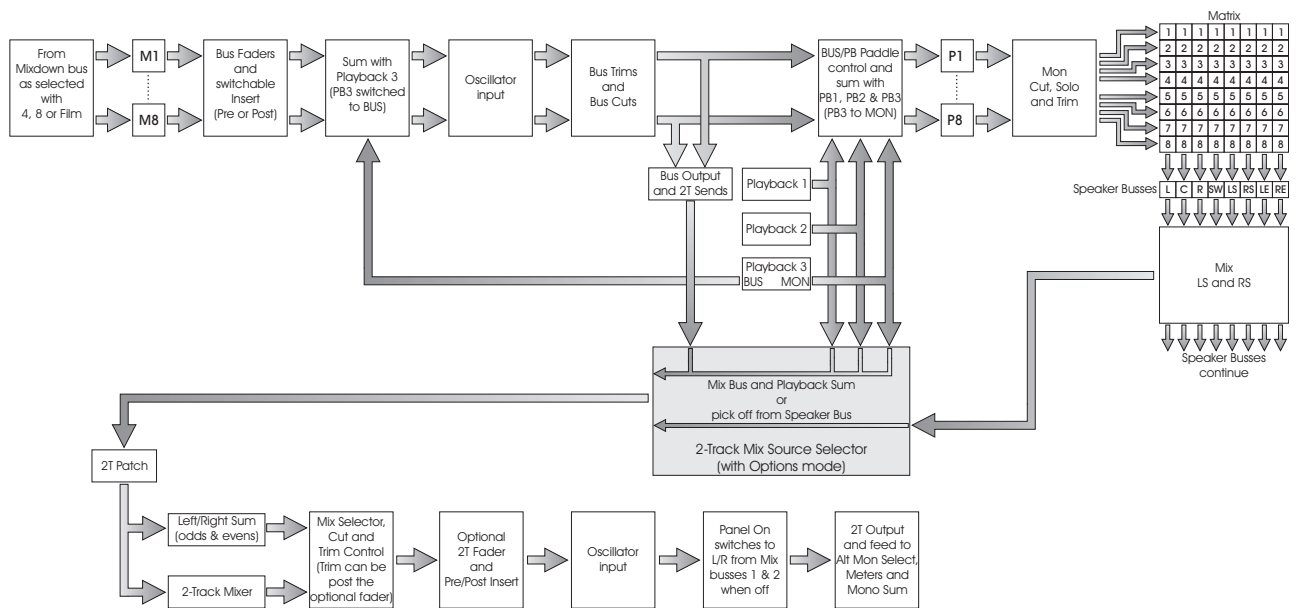 From
Mixdown bus
as selected
with
4, 8 or Film
M1
M8
Bus Faders
and
switchable
Insert
(Pre or Post)
Sum with
Playback 3
(PB3 switched
to BUS)
Oscillator
input
Bus Trims
and
Bus Cuts
BUS/PB Paddle
control and
sum with
PB1, PB2 & PB3
(PB3 to MON)
P1
P8
Mon
Cut, Solo
and Trim
Matrix
1 1 1 1 1 1 1 1
2 2 2 2 2 2 2 2
3 3 3 3 3 3 3 3
4 4 4 4 4 4 4 4
5 5 5 5 5 5 5 5
6 6 6 6 6 6 6 6
7 7 7 7 7 7 7 7
8 8 8 8 8 8 8 8
Speaker Busses L C R SW LS RS LE RE
Mix
LS and RS
Speaker Busses
continue
Bus Output
and 2T Sends
Playback 1
Playback 2
Playback 3
BUS MON
Mix Bus and Playback Sum
or
pick off from Speaker Bus
2-Track Mix Source Selector
(with Options mode)
2T Patch
Left/Right Sum
(odds & evens)
2-Track Mixer
Mix Selector,
Cut and
Trim Control
(Trim can be
post the
optional fader)
Optional
2T Fader
and
Pre/Post Insert
Oscillator
input
Panel On
switches to
L/R from Mix
busses 1 & 2
when off
2T Output
and feed to
Alt Mon Select,
Meters and
Mono Sum